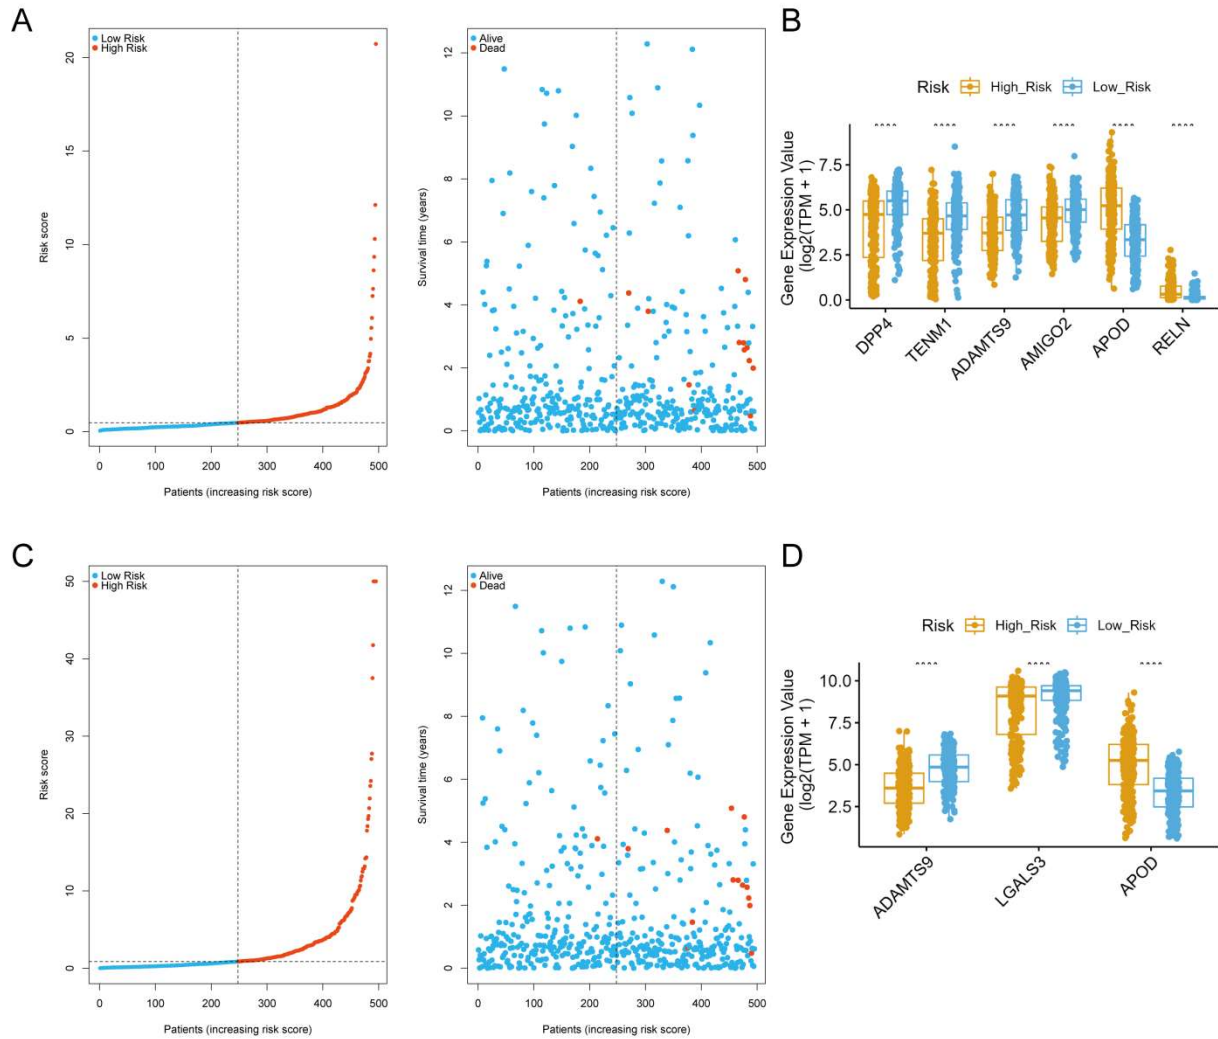 A
Low Risk
High Risk
20
15
10
5
0
Risk score
0 100 200 300 400 500
Patients (increasing risk score)
Alive
Dead
12
10
8
6
4
2
0
Survival time (years)
0 100 200 300 400 500
Patients (increasing risk score)
B
Risk High_Risk Low_Risk
Gene Expression Value
(log2(TPM + 1)
7.5
5.0
2.5
0.0
DPP4
TENM1
ADAMTS9
AMIGO2
APOD
RELN
C
Low Risk
High Risk
50
40
30
20
10
0
Risk score
0 100 200 300 400 500
Patients (increasing risk score)
Alive
Dead
12
10
8
6
4
2
0
Survival time (years)
0 100 200 300 400 500
Patients (increasing risk score)
D
Risk High_Risk Low_Risk
Gene Expression Value
(log2(TPM + 1)
10.0
7.5
5.0
2.5
ADAMTS9
LGALS3
APOD